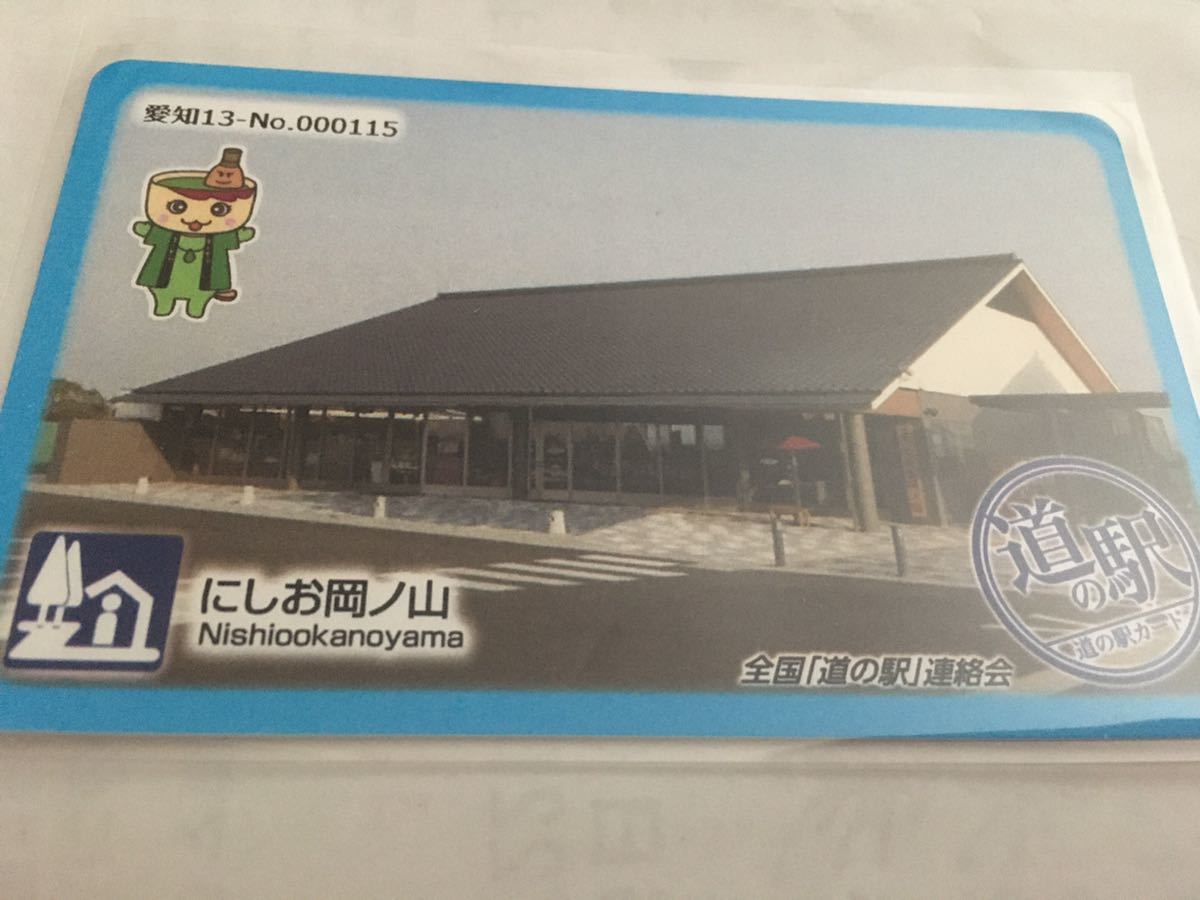 愛知13-No.000115
にしお岡ノ山
Nishiookanoyama
全国「道の駅」連絡会
道の駅
道の駅カード